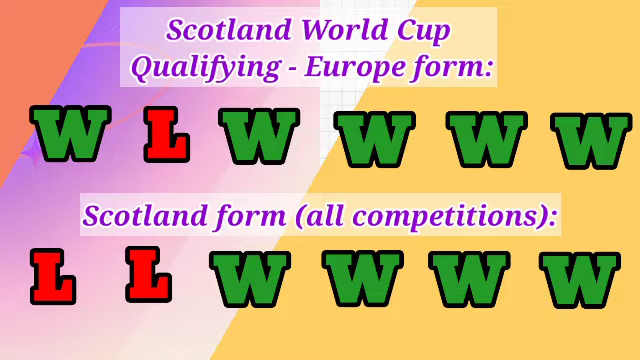 Scotland World Cup
Qualifying - Europe form:
W L W W W W
Scotland form (all competitions):
L L W W W W